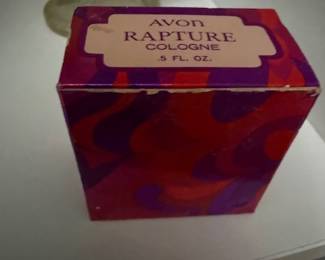 AVON
RAPTURE
COLOGNE
.5 FL. OZ.